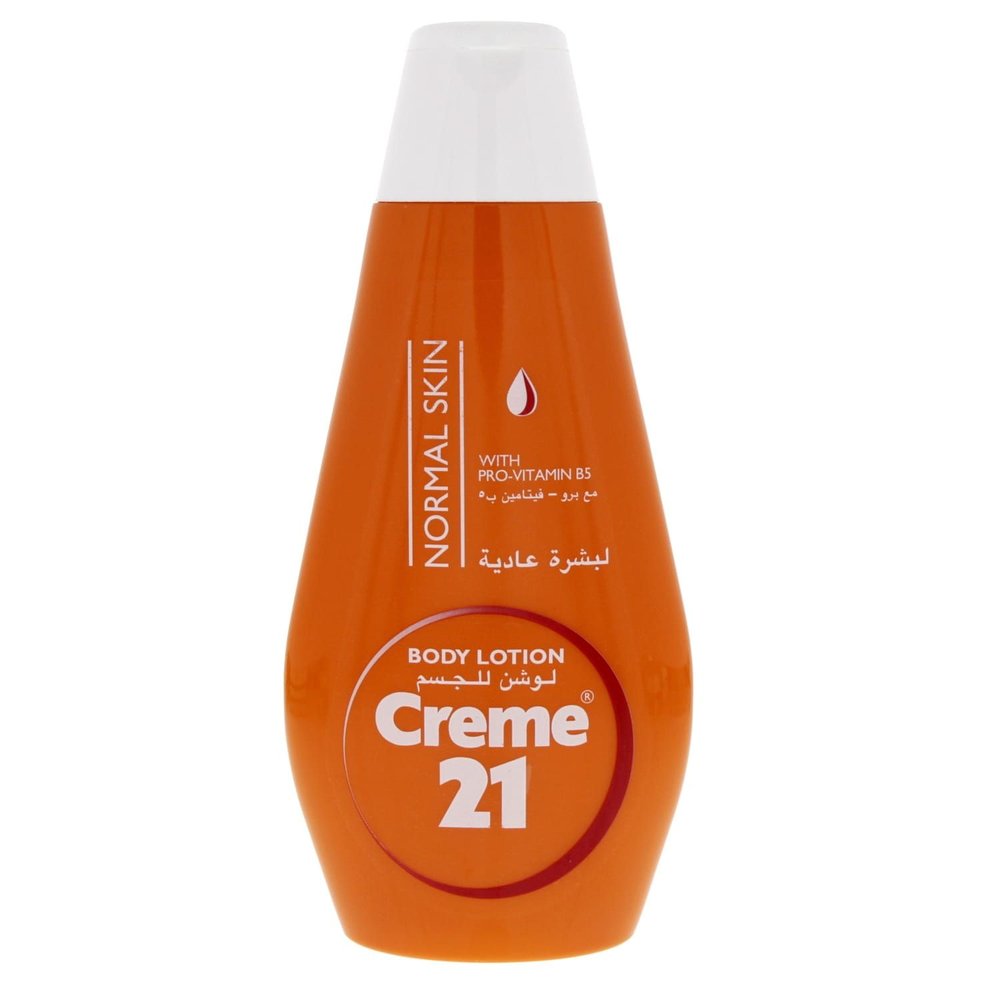 NORMAL SKIN
WITH
PRO-VITAMIN B5
مع برو - فيتامين ب٥
لبشرة عادية
BODY LOTION
لوشن للجسم
Creme®
21